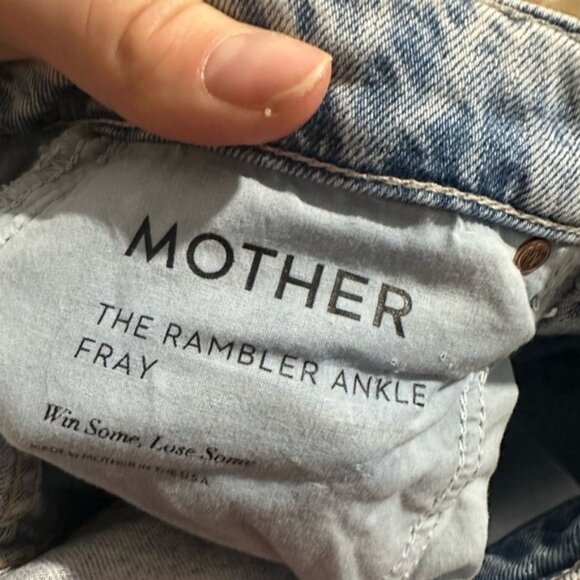 MOTHER
THE RAMBLER ANKLE
FRAY
Win Some, Lose Some
MADE BY MOTHER IN THE USA